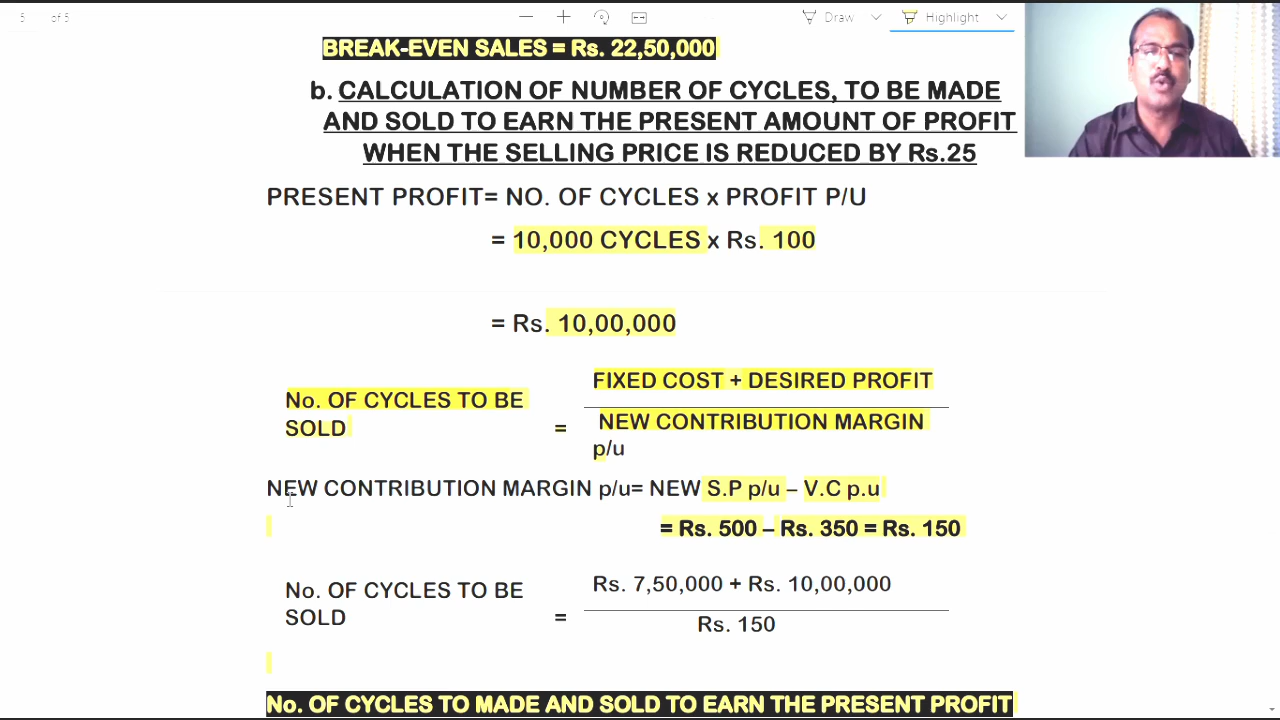 5 of 5
Draw
Highlight
BREAK-EVEN SALES = Rs. 22,50,000
b. CALCULATION OF NUMBER OF CYCLES, TO BE MADE
AND SOLD TO EARN THE PRESENT AMOUNT OF PROFIT
WHEN THE SELLING PRICE IS REDUCED BY Rs.25
PRESENT PROFIT= NO. OF CYCLES x PROFIT P/U
= 10,000 CYCLES x Rs. 100
= Rs. 10,00,000
FIXED COST + DESIRED PROFIT
No. OF CYCLES TO BE
SOLD =
NEW CONTRIBUTION MARGIN
p/u
NEW CONTRIBUTION MARGIN p/u= NEW S.P p/u – V.C p.u
= Rs. 500 – Rs. 350 = Rs. 150
Rs. 7,50,000 + Rs. 10,00,000
No. OF CYCLES TO BE
SOLD =
Rs. 150
No. OF CYCLES TO MADE AND SOLD TO EARN THE PRESENT PROFIT